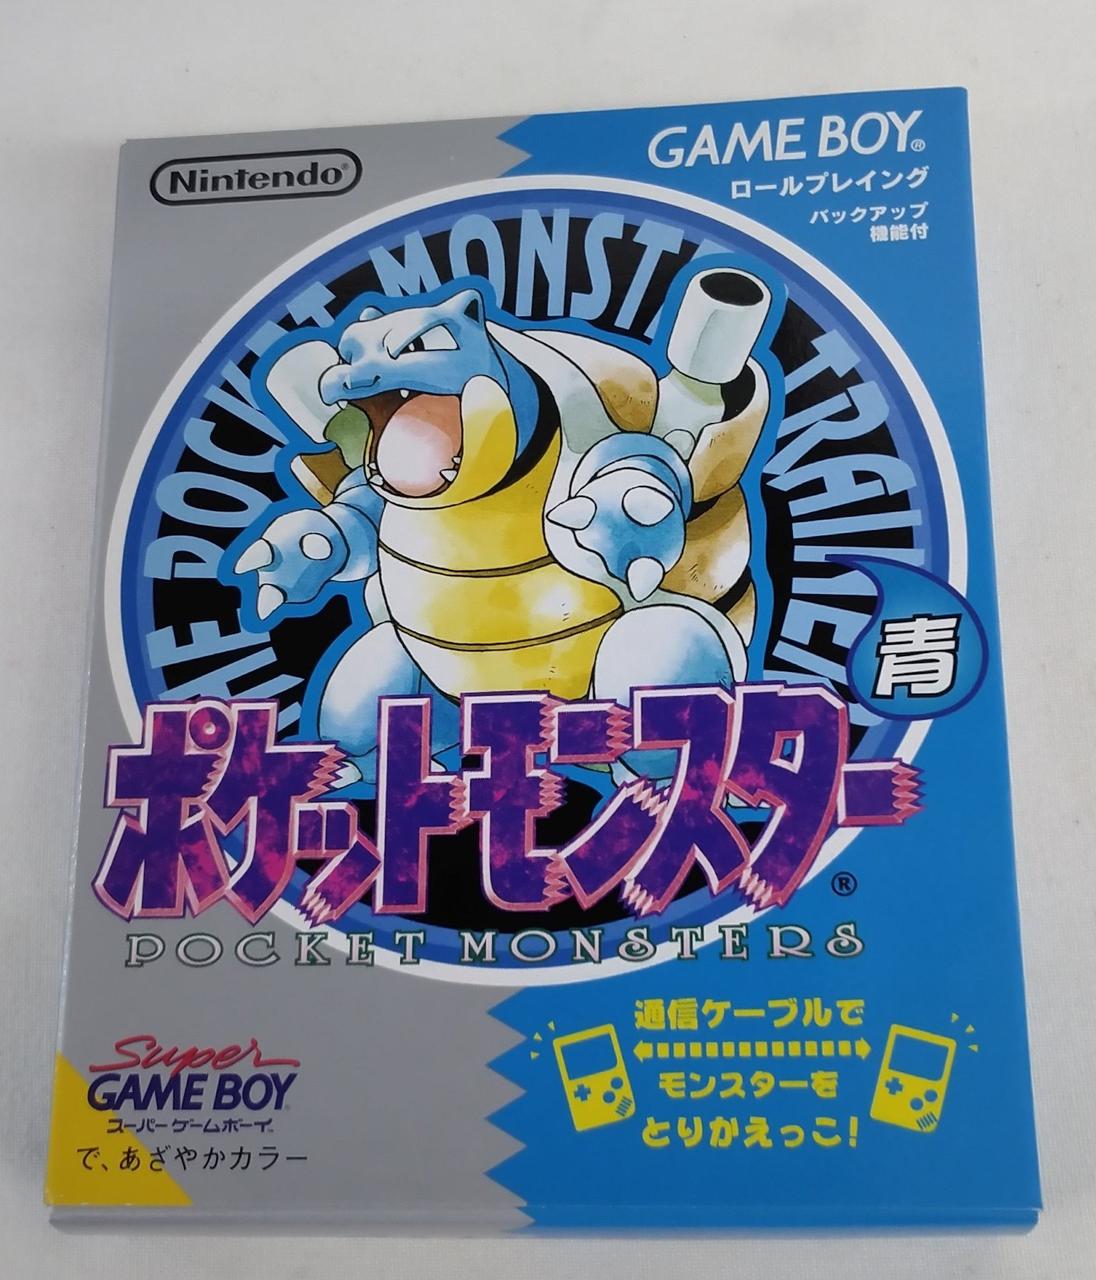 Nintendo®
GAME BOY®
ロールプレイング
バックアップ
機能付
POCKET MONSTE TRAINER
青
ポケットモンスター®
POCKET MONSTERS
通信ケーブルで
モンスターを
とりかえっこ!
Super
GAME BOY
スーパーゲームボーイ™
で、あざやかカラー